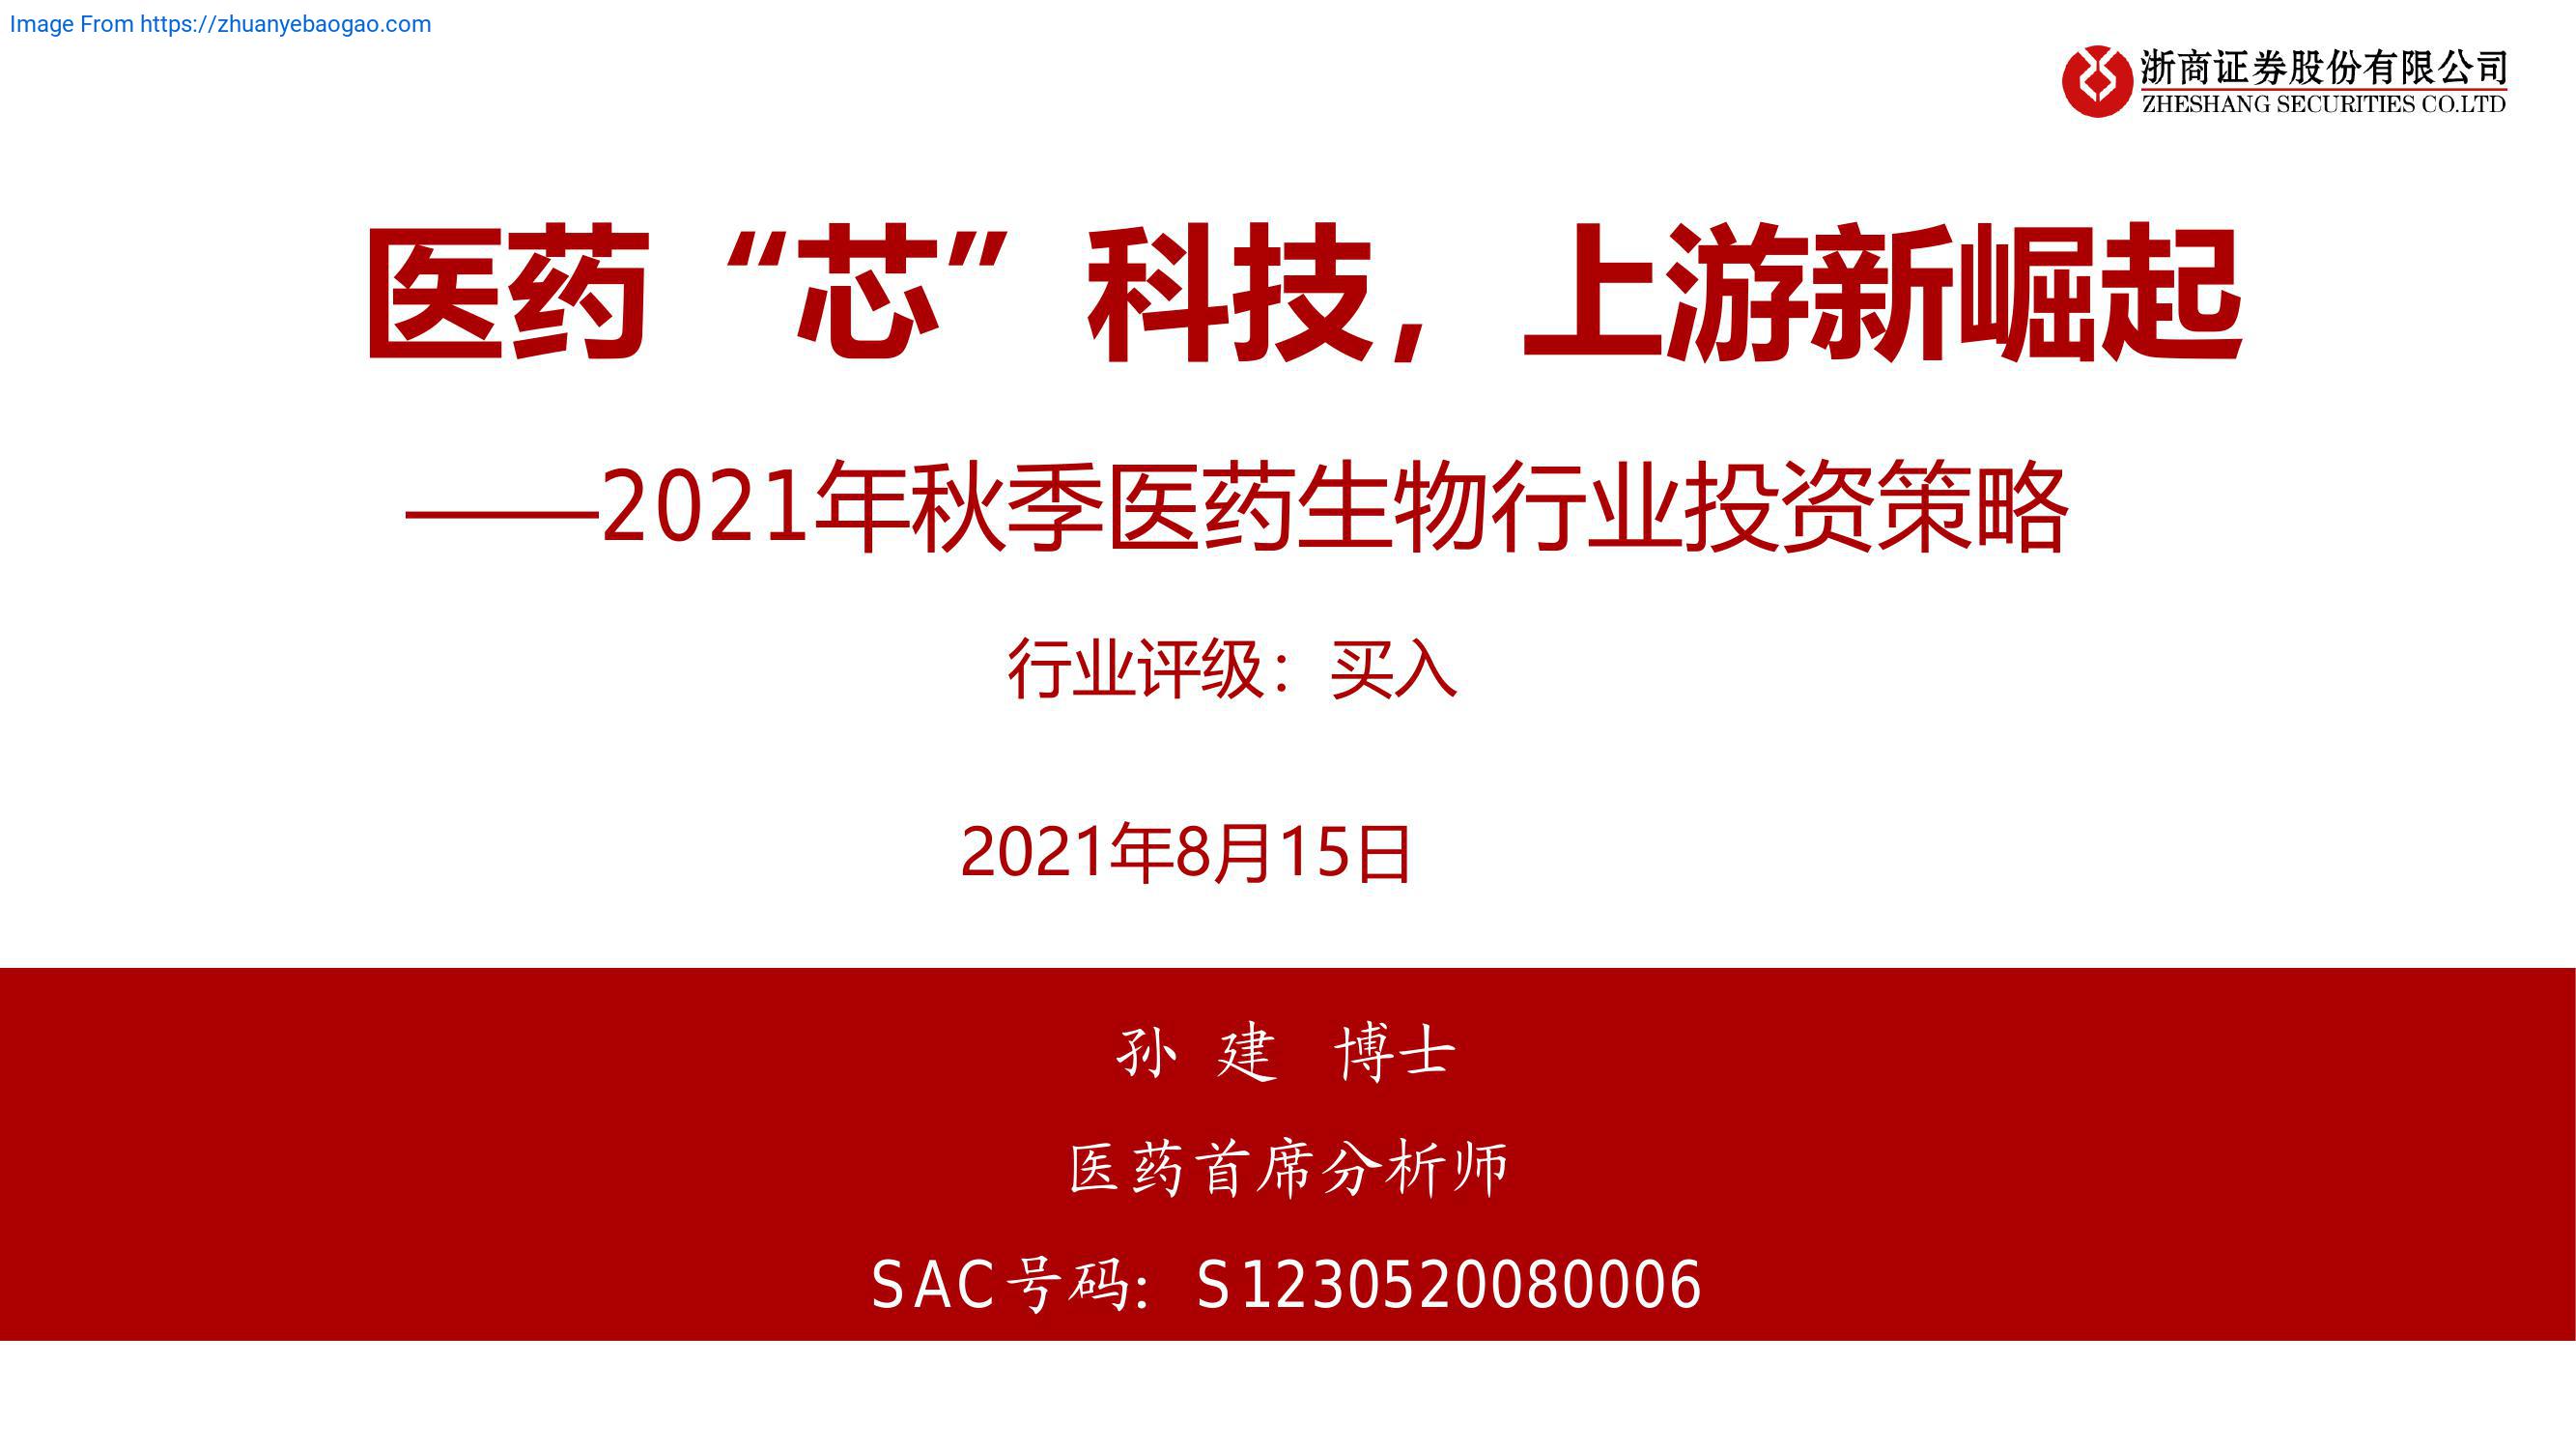 Image From https://zhuanyebaogao.com
浙商证券股份有限公司
ZHESHANG SECURITIES CO.LTD
医药“芯”科技，上游新崛起
——2021年秋季医药生物行业投资策略
行业评级：买入
2021年8月15日
孙 建 博士
医药首席分析师
SAC号码：S1230520080006